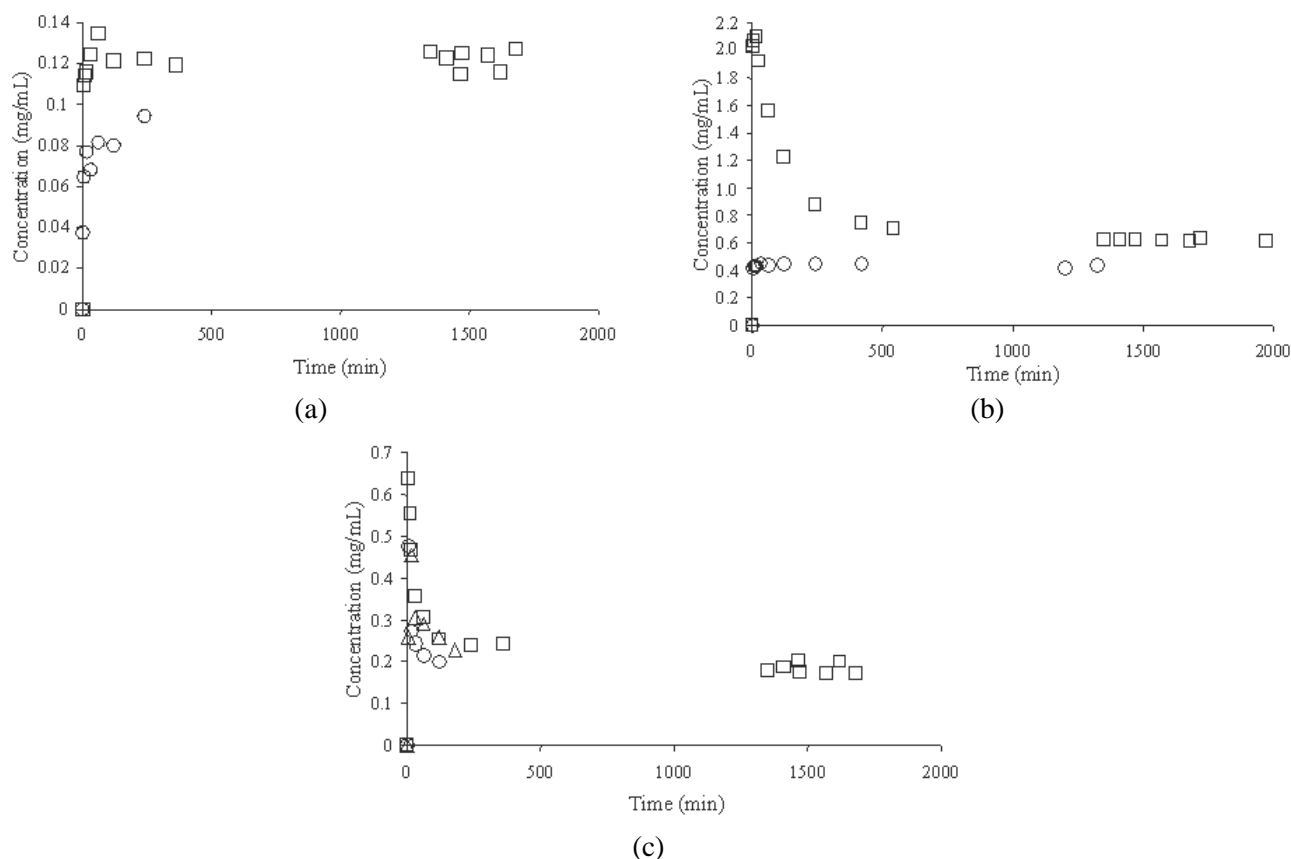 0.14
0.12
0.1
0.08
0.06
0.04
0.02
0
Concentration (mg/mL)
0 500 1000 1500 2000
Time (min)
(a)
2.2
2.0
1.8
1.6
1.4
1.2
1.0
0.8
0.6
0.4
0.2
0
Concentration (mg/mL)
0 500 1000 1500 2000
Time (min)
(b)
0.7
0.6
0.5
0.4
0.3
0.2
0.1
0
Concentration (mg/mL)
0 500 1000 1500 2000
Time (min)
(c)